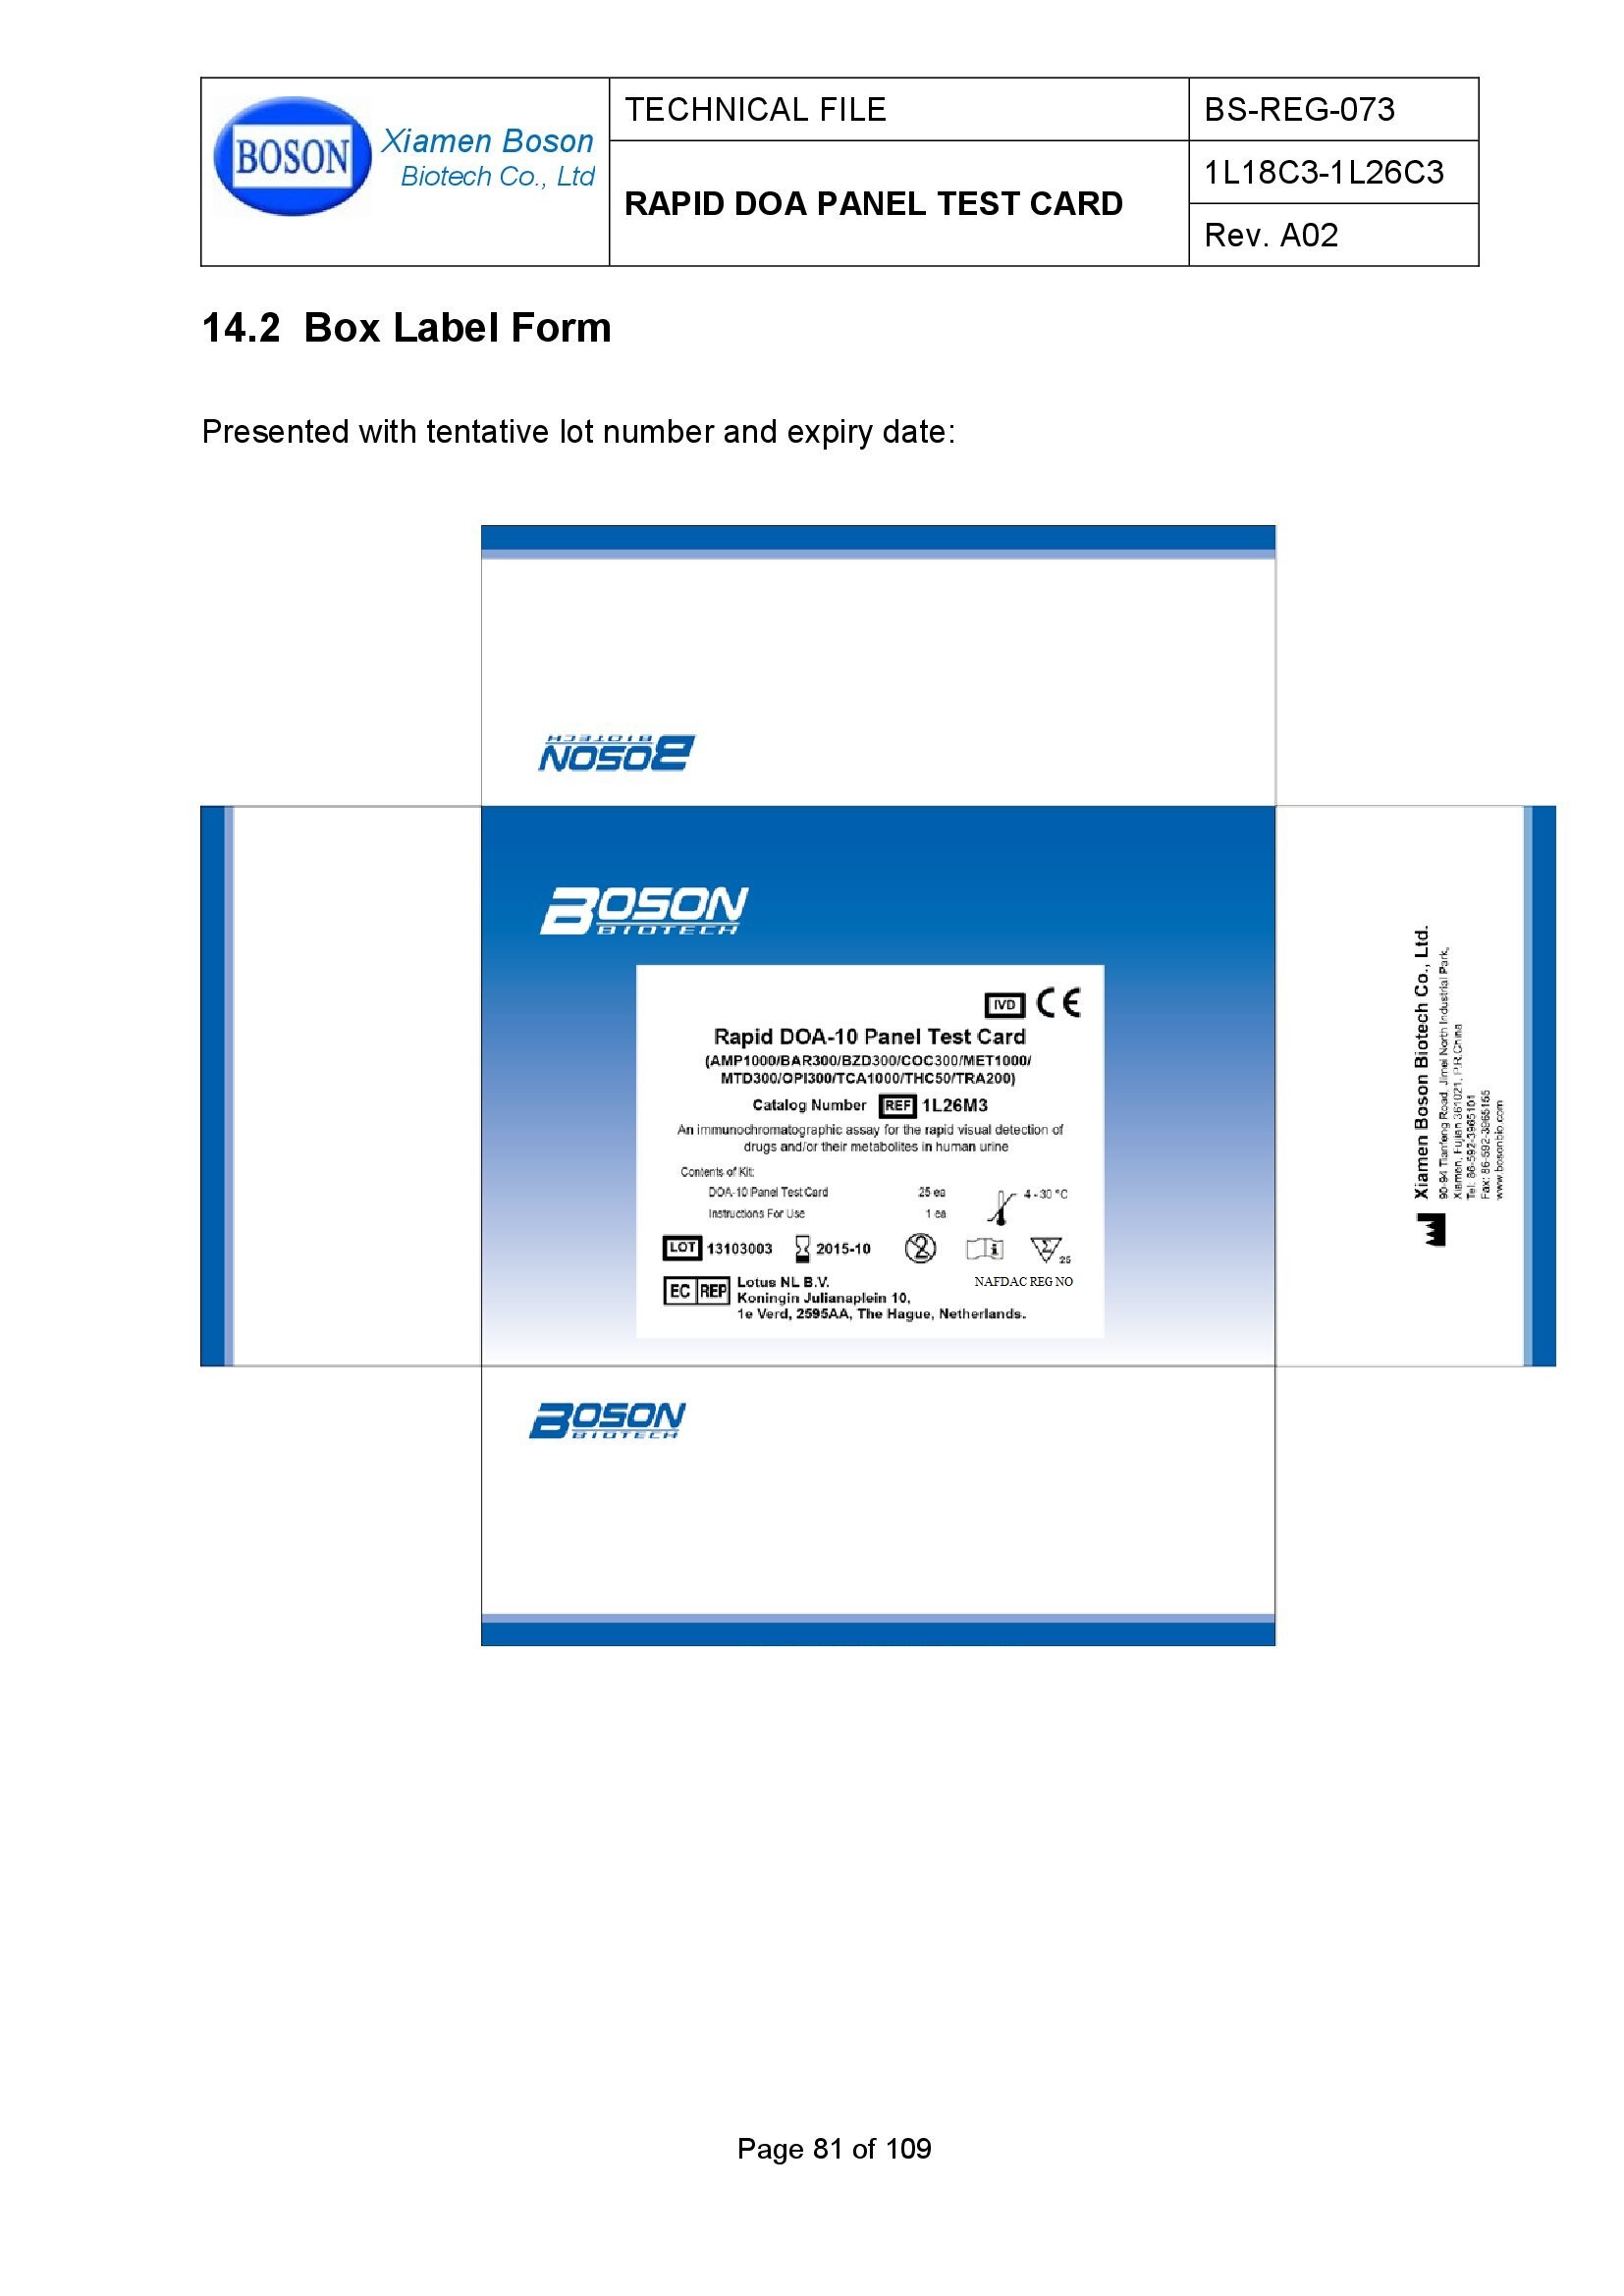 BOSON
Xiamen Boson
Biotech Co., Ltd
TECHNICAL FILE
RAPID DOA PANEL TEST CARD
BS-REG-073
1L18C3-1L26C3
Rev. A02
14.2 Box Label Form
Presented with tentative lot number and expiry date:
BOSON
BIOTECH
BOSON
BIOTECH
IVD CE
Rapid DOA-10 Panel Test Card
(AMP1000/BAR300/BZD300/COC300/MET1000/
MTD300/OPI300/TCA1000/THC50/TRA200)
Catalog Number REF 1L26M3
An immunochromatographic assay for the rapid visual detection of
drugs and/or their metabolites in human urine
Contents of Kit:
DOA-10 Panel Test Card 25 ea
4 - 30 °C
Instructions For Use 1 ea
LOT 13103003 2015-10 2 i Σ 25
EC REP Lotus NL B.V.
Koningin Julianaplein 10,
1e Verd, 2595AA, The Hague, Netherlands.
NAFDAC REG NO
Xiamen Boson Biotech Co., Ltd.
90-94 Tianfeng Road, Jimei North Industrial Park,
Xiamen, Fujian 361021, P.R.China
Tel: 86-592-3965101
Fax: 86-592-3965155
www.bosonbio.com
BOSON
BIOTECH
Page 81 of 109